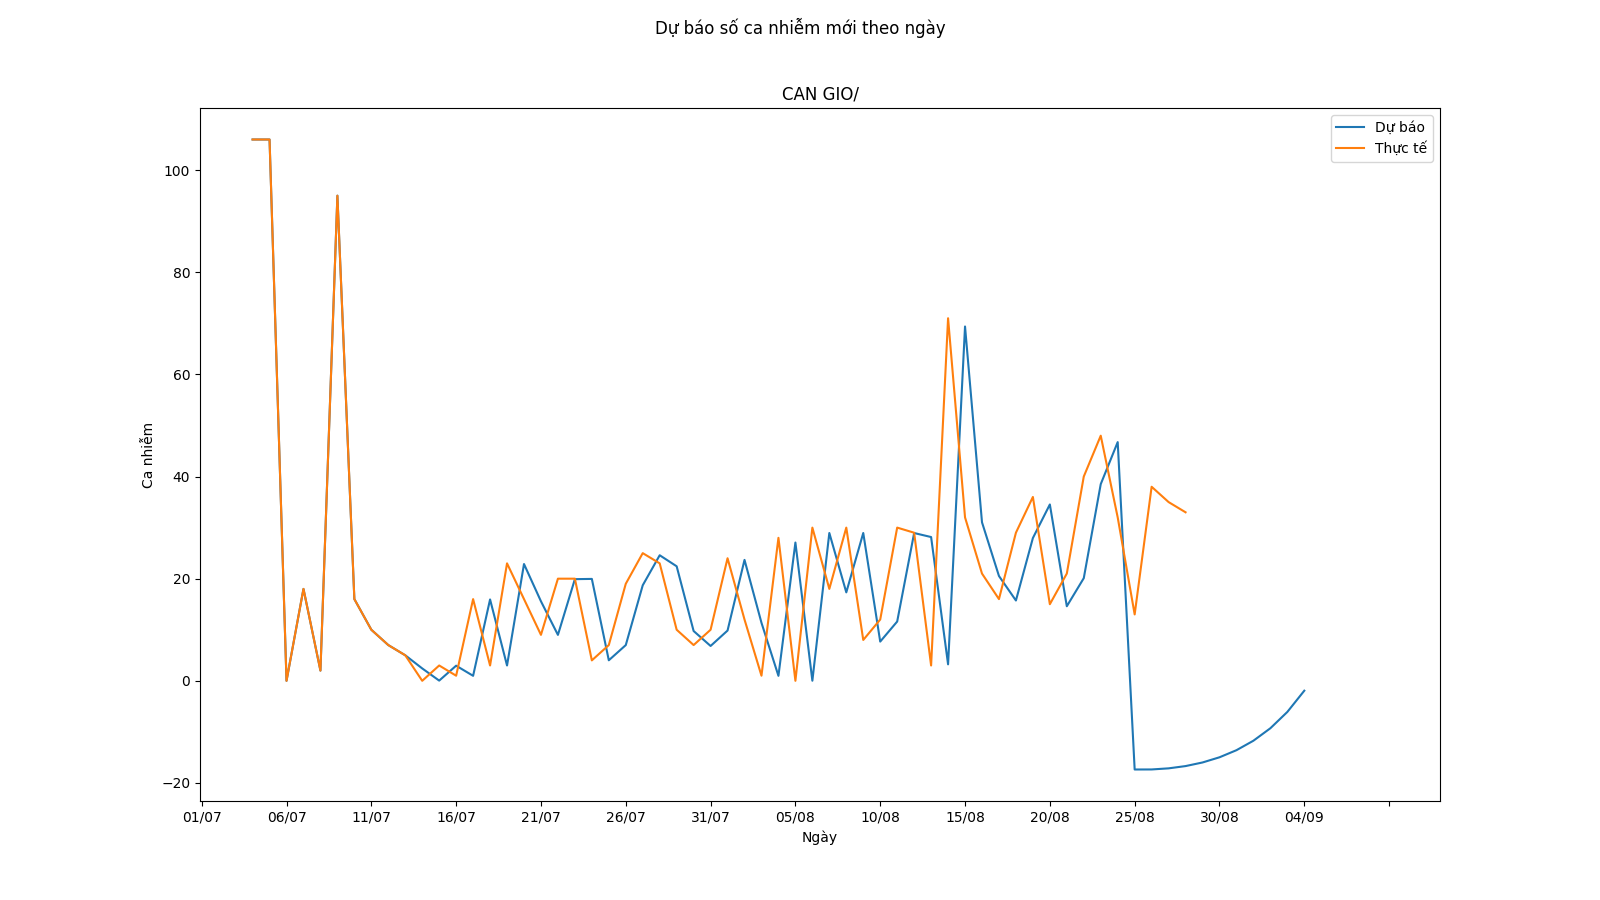 Dự báo số ca nhiễm mới theo ngày
CAN GIO/
Dự báo
Thực tế
100
80
60
40
20
0
−20
Ca nhiễm
01/07 06/07 11/07 16/07 21/07 26/07 31/07 05/08 10/08 15/08 20/08 25/08 30/08 04/09
Ngày